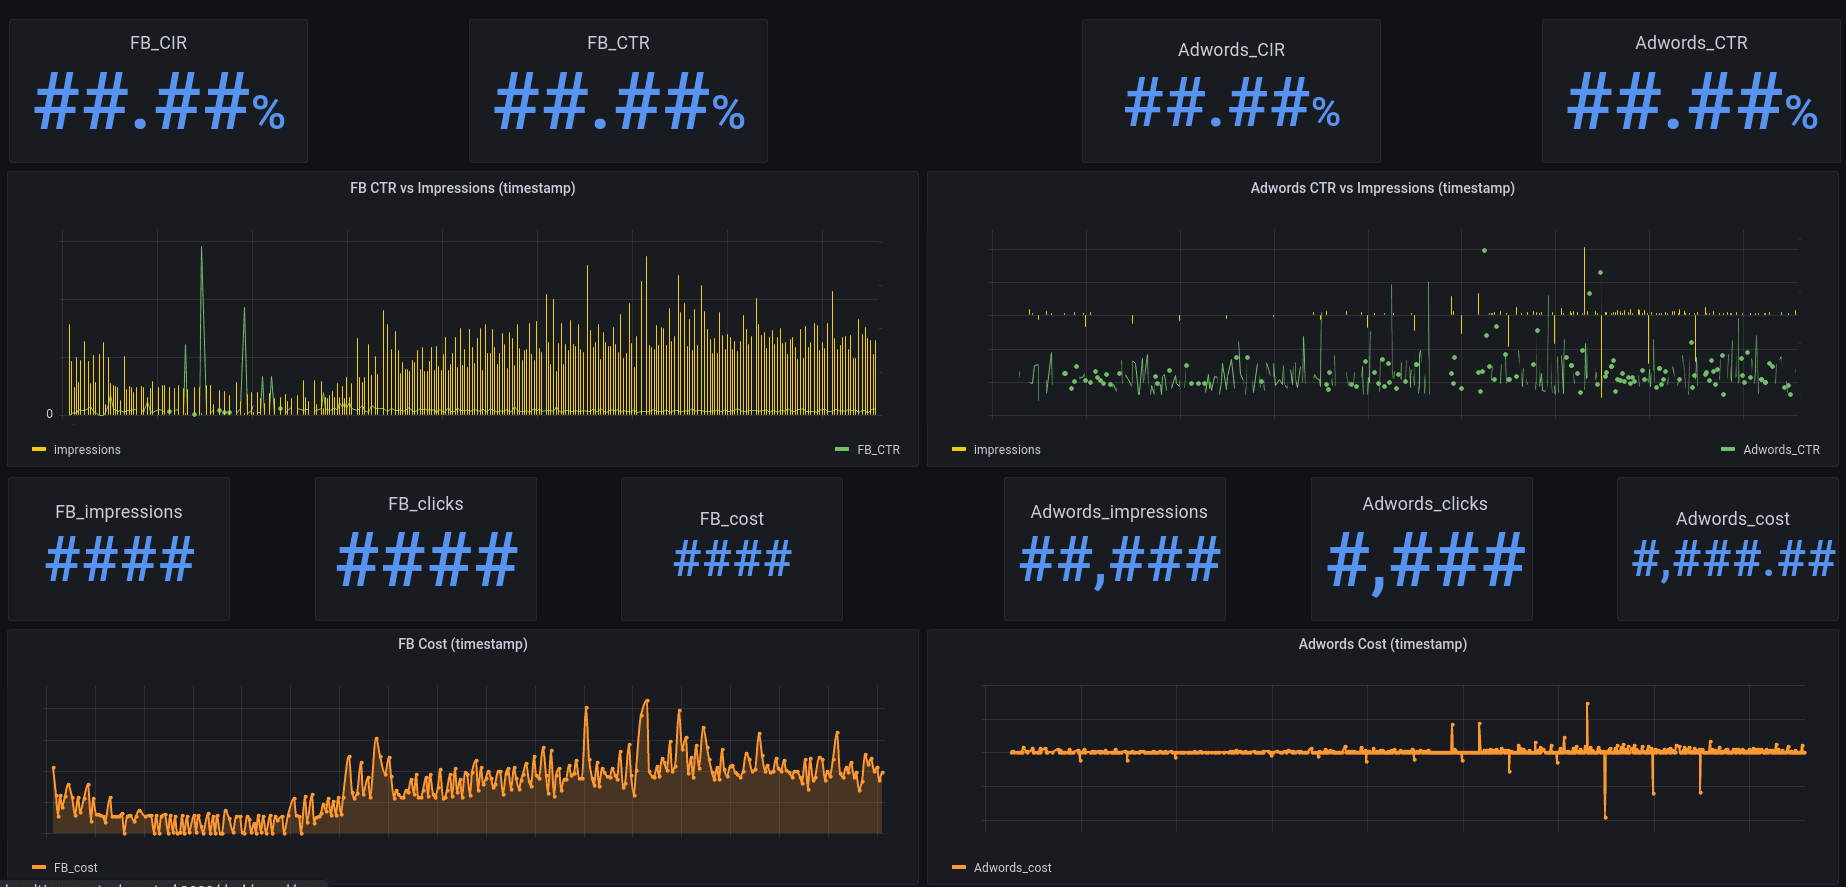 FB_CIR
##.##%
FB_CTR
##.##%
Adwords_CIR
##.##%
Adwords_CTR
##.##%
FB CTR vs Impressions (timestamp)
0
impressions
FB_CTR
Adwords CTR vs Impressions (timestamp)
impressions
Adwords_CTR
FB_impressions
####
FB_clicks
####
FB_cost
####
Adwords_impressions
##,###
Adwords_clicks
#,###
Adwords_cost
#,###.##
FB Cost (timestamp)
FB_cost
Adwords Cost (timestamp)
Adwords_cost